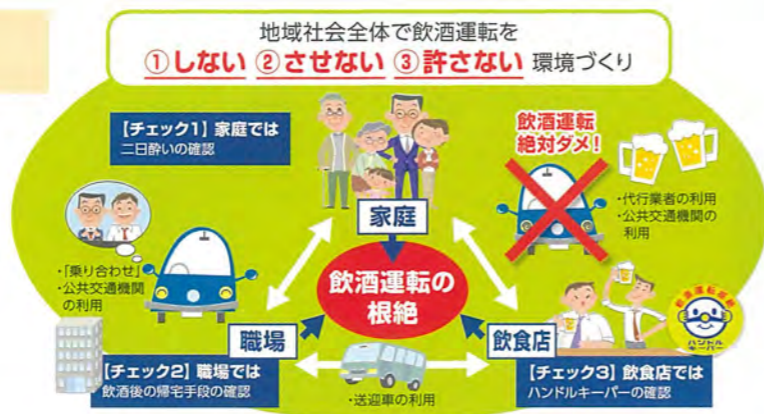 地域社会全体で飲酒運転を
①しない ②させない ③許さない 環境づくり
【チェック1】家庭では
二日酔いの確認
飲酒運転
絶対ダメ!
・代行業者の利用
・公共交通機関の
利用
家庭
・「乗り合わせ」
・公共交通機関
の利用
飲酒運転の
根絶
職場
飲食店
飲酒運転根絶
ハンドル
キーパー
【チェック2】職場では
飲酒後の帰宅手段の確認
・送迎車の利用
【チェック3】飲食店では
ハンドルキーパーの確認